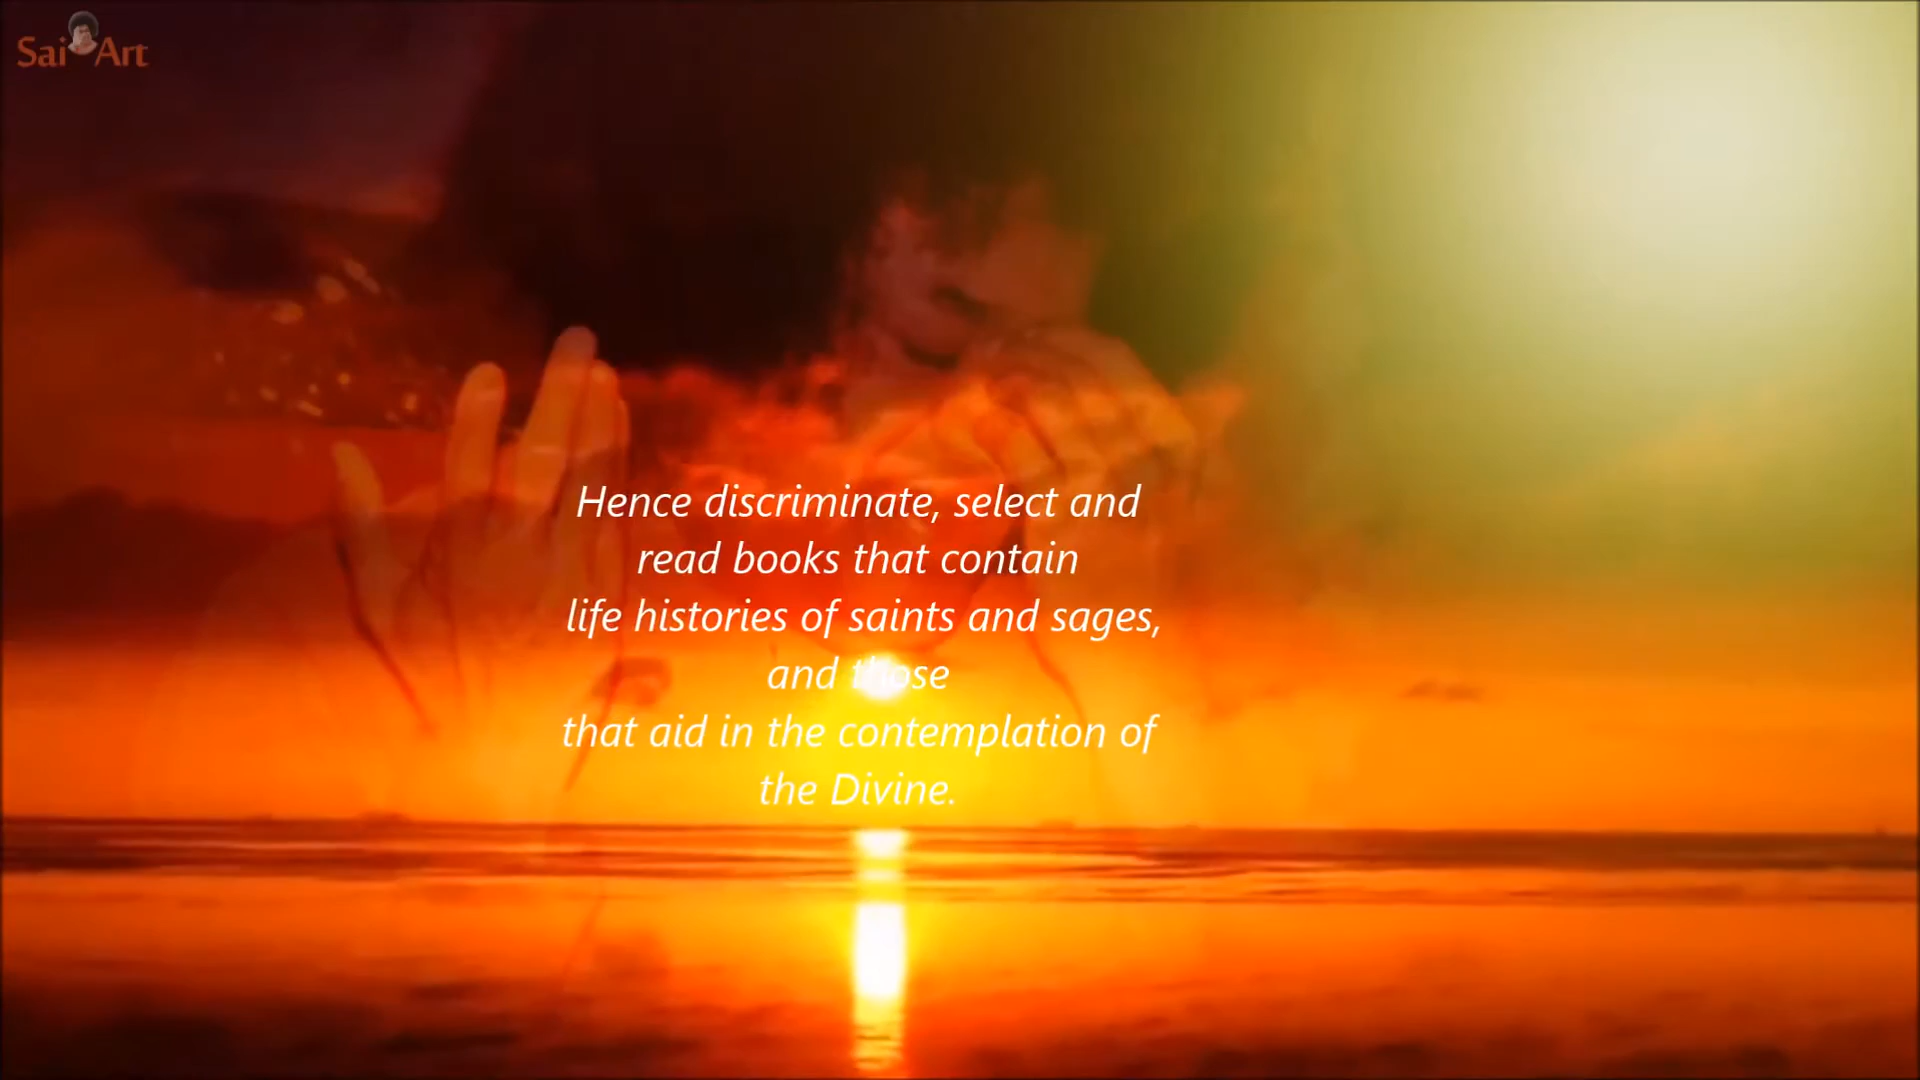 Sai Art
Hence discriminate, select and
read books that contain
life histories of saints and sages,
and those
that aid in the contemplation of
the Divine.